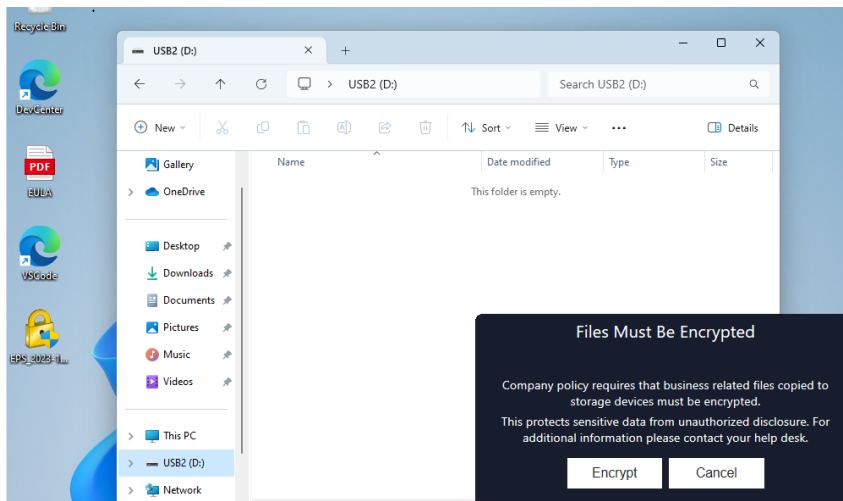 Recycle Bin
DevCenter
PDF
EULA
VSCode
EPS_2023-1...
USB2 (D:)
USB2 (D:)
Search USB2 (D:)
New
Sort
View
Details
Gallery
OneDrive
Desktop
Downloads
Documents
Pictures
Music
Videos
This PC
USB2 (D:)
Network
Name Date modified Type Size
This folder is empty.
Files Must Be Encrypted
Company policy requires that business related files copied to
storage devices must be encrypted.
This protects sensitive data from unauthorized disclosure. For
additional information please contact your help desk.
Encrypt Cancel